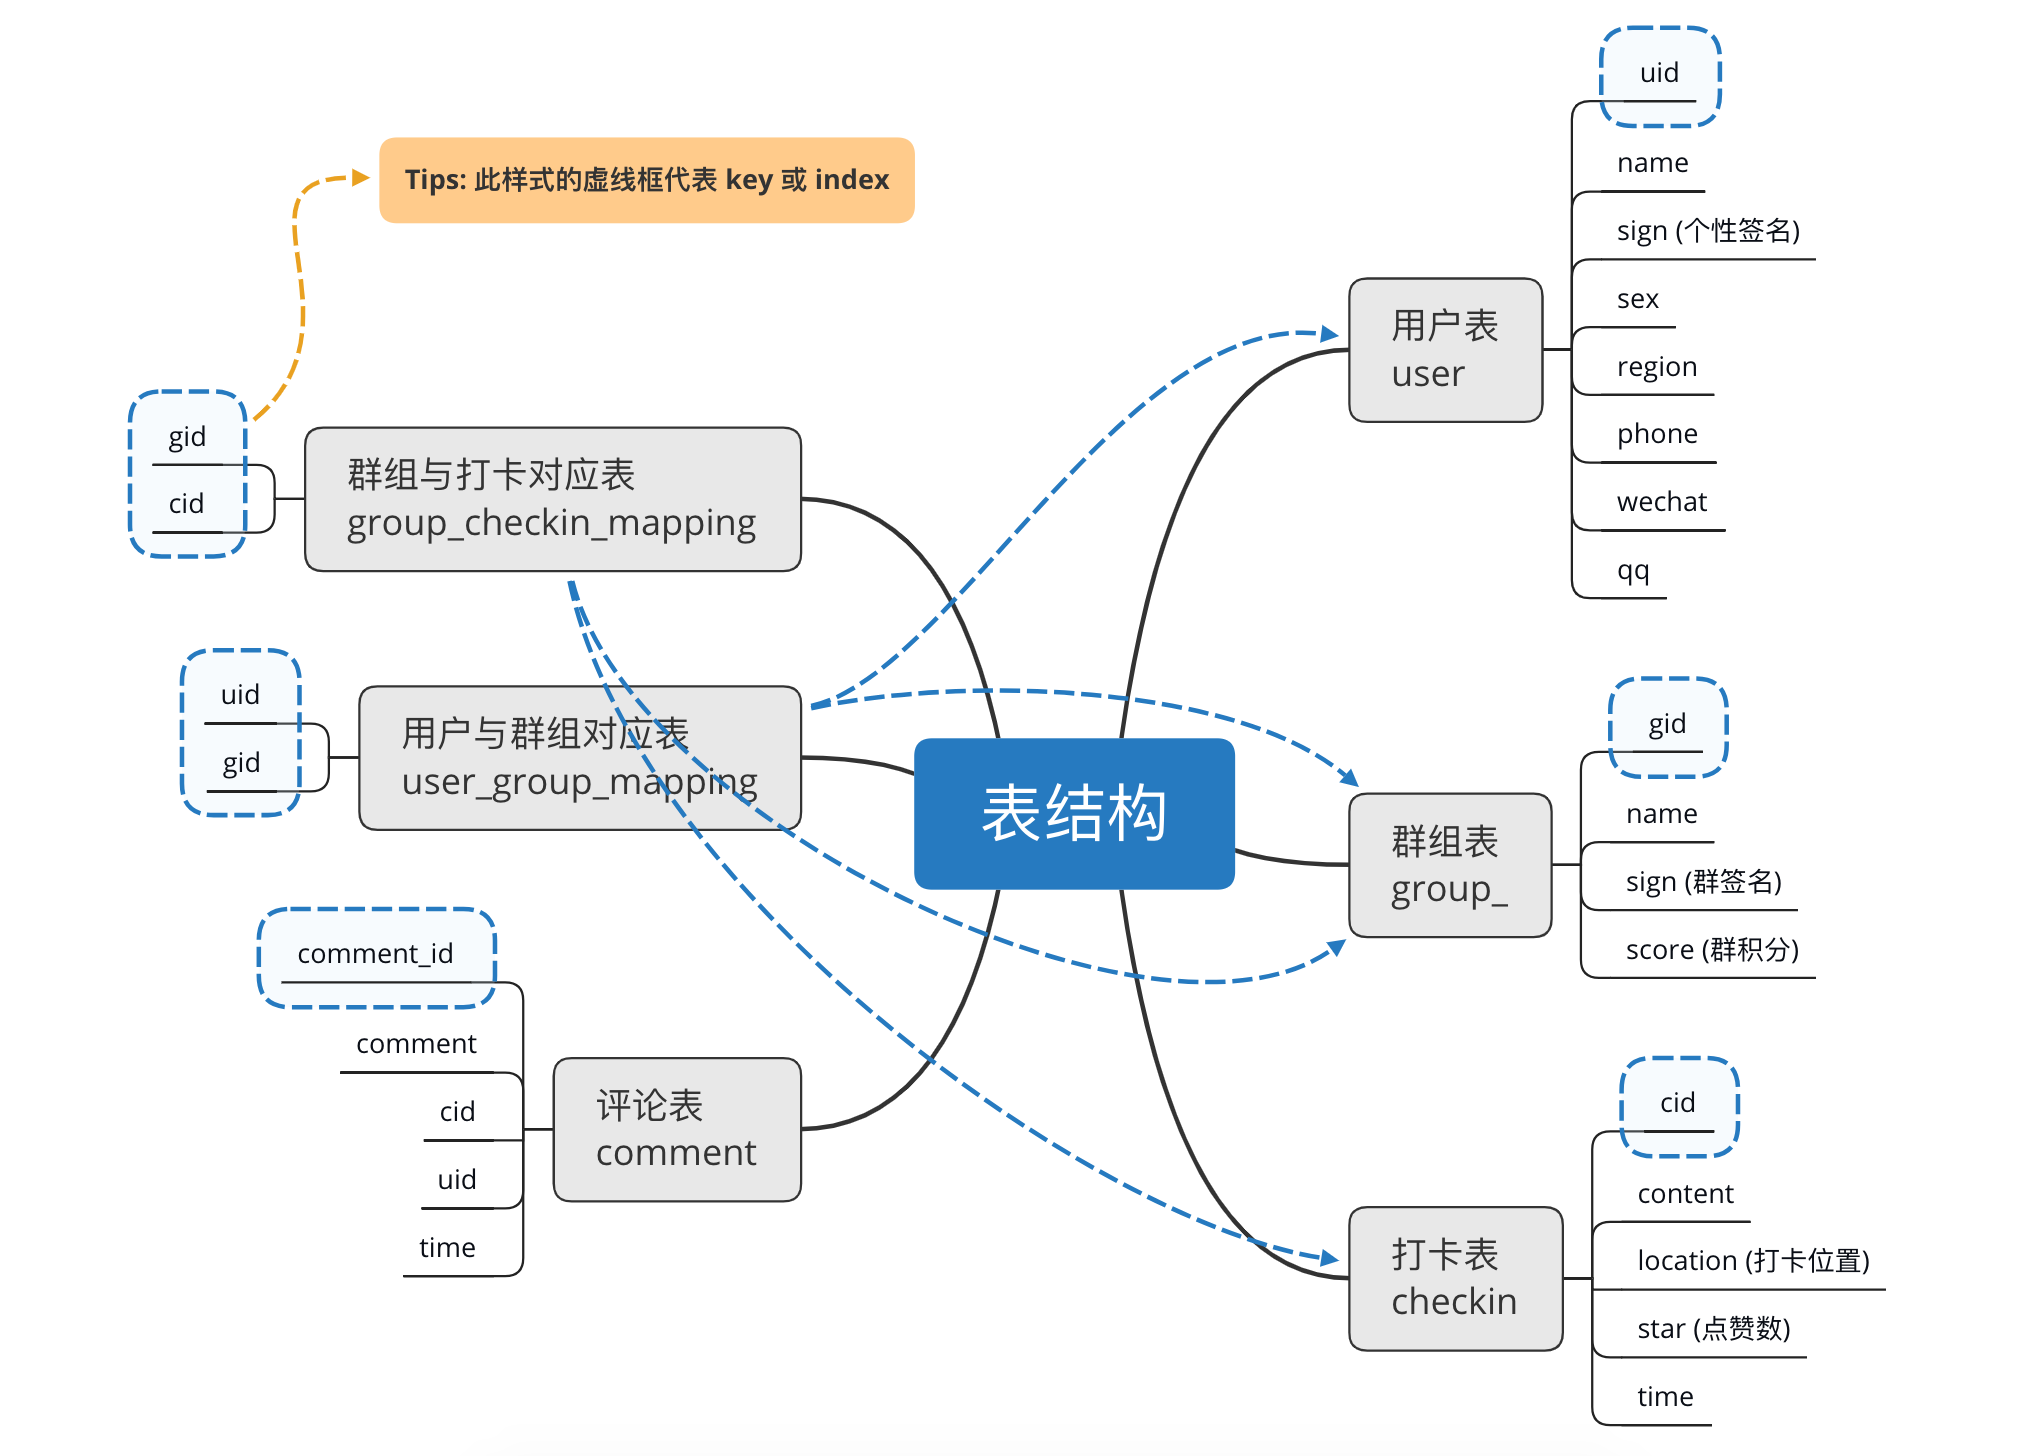 Tips: 此样式的虚线框代表 key 或 index
gid
cid
群组与打卡对应表
group_checkin_mapping
uid
gid
用户与群组对应表
user_group_mapping
comment_id
comment
cid
uid
time
评论表
comment
表结构
用户表
user
uid
name
sign (个性签名)
sex
region
phone
wechat
qq
群组表
group_
gid
name
sign (群签名)
score (群积分)
打卡表
checkin
cid
content
location (打卡位置)
star (点赞数)
time